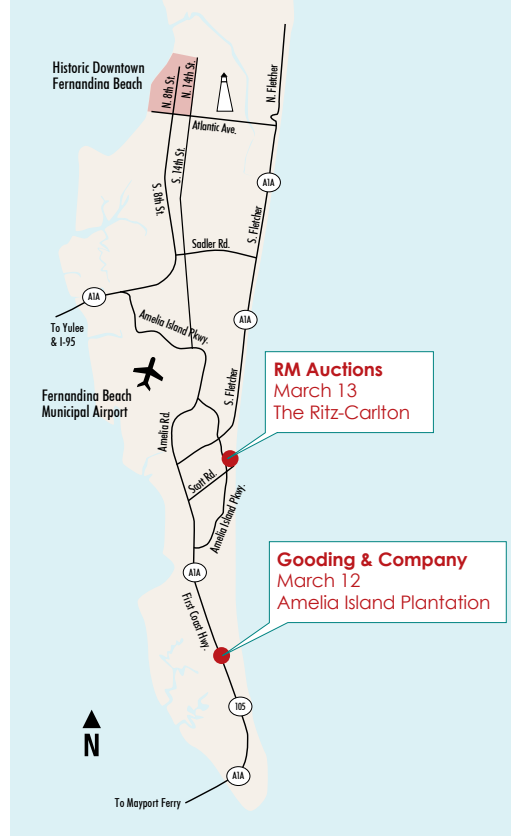 Historic Downtown
Fernandina Beach
N. 8th St.
N. 14th St.
N. Fletcher
Atlantic Ave.
S. 14th St.
S. 8th St.
A1A
S. Fletcher
Sadler Rd.
A1A
To Yulee
& I-95
Amelia Island Pkwy.
A1A
Fernandina Beach
Municipal Airport
S. Fletcher
RM Auctions
March 13
The Ritz-Carlton
Amelia Rd.
Scott Rd.
Amelia Island Pkwy.
Gooding & Company
March 12
Amelia Island Plantation
A1A
First Coast Hwy.
105
N
A1A
To Mayport Ferry